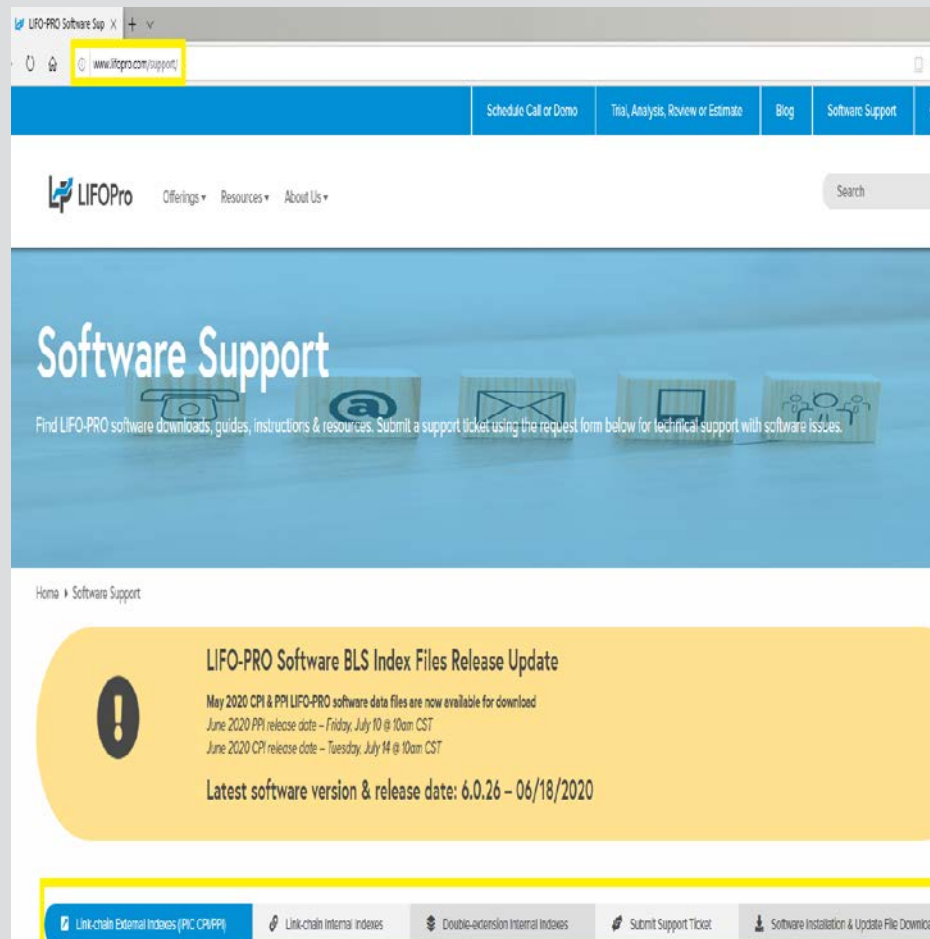 LIFO-PRO Software Sup
www.lifopro.com/support/
Schedule Call or Demo Trial, Analysis, Review or Estimate Blog Software Support
LIFOPro Offerings Resources About Us Search
Software Support
Find LIFO-PRO software downloads, guides, instructions & resources. Submit a support ticket using the request form below for technical support with software issues.
Home Software Support
LIFO-PRO Software BLS Index Files Release Update
May 2020 CPI & PPI LIFO-PRO software data files are now available for download
June 2020 PPI release date – Friday, July 10 @ 10am CST
June 2020 CPI release date – Tuesday, July 14 @ 10am CST
Latest software version & release date: 6.0.26 – 06/18/2020
Link-chain External Indexes (IPIC CPI/PPI) Link-chain Internal Indexes Double-extension Internal Indexes Submit Support Ticket Software Installation & Update File Downloa